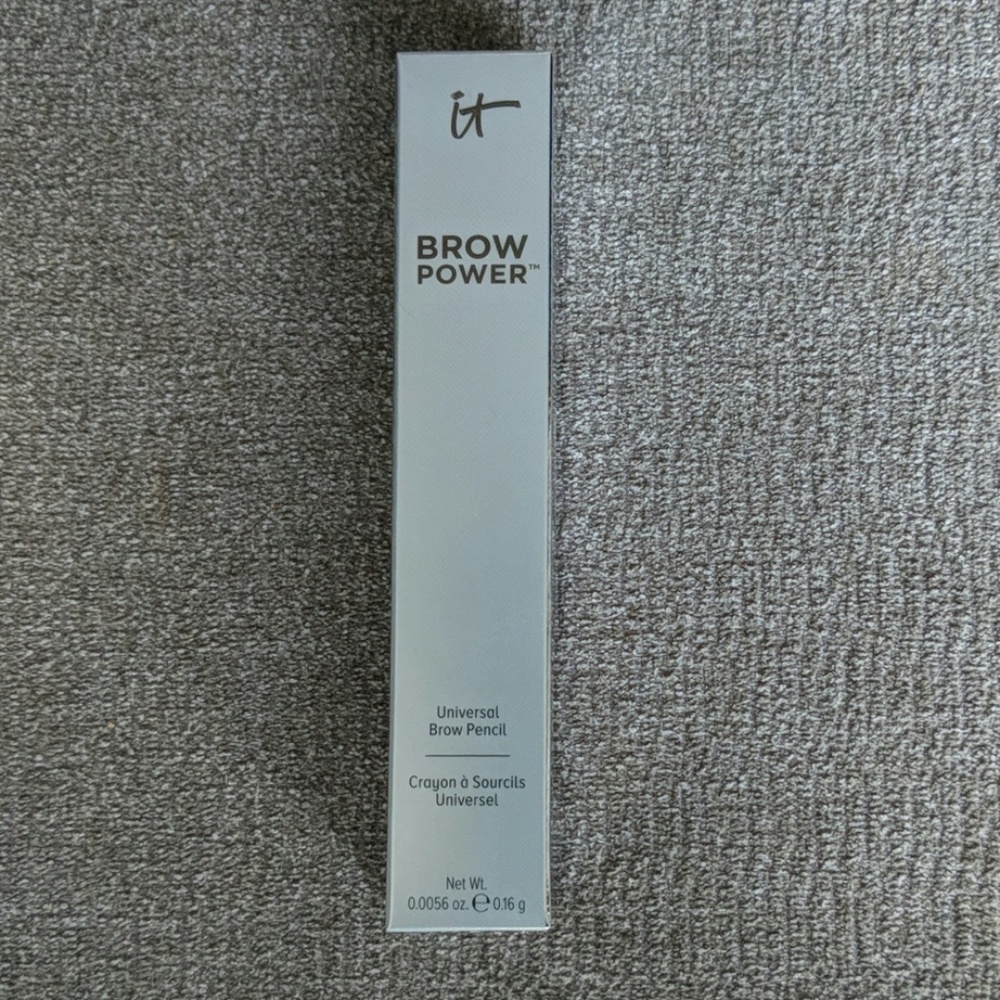 it
BROW
POWER™
Universal
Brow Pencil
Crayon à Sourcils
Universel
Net Wt.
0.0056 oz. ℮ 0.16 g